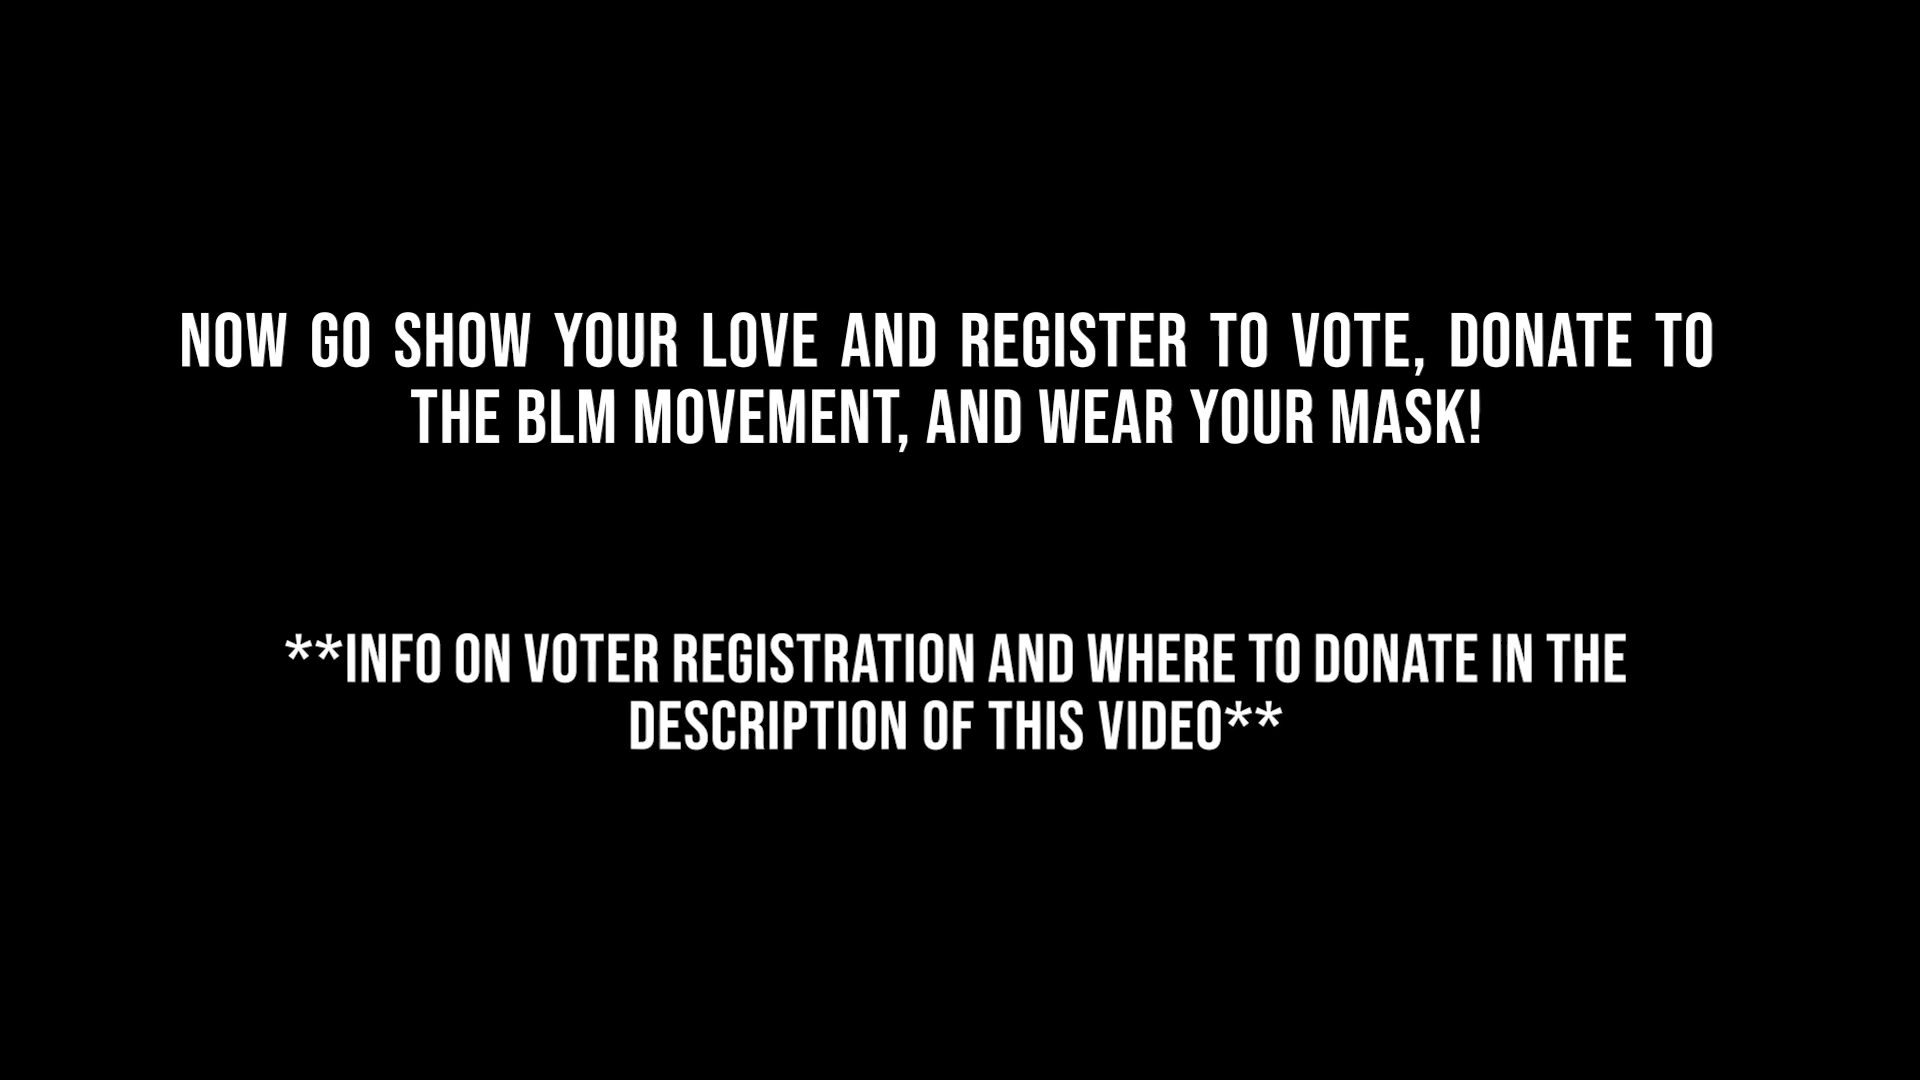 NOW GO SHOW YOUR LOVE AND REGISTER TO VOTE, DONATE TO
THE BLM MOVEMENT, AND WEAR YOUR MASK!
**INFO ON VOTER REGISTRATION AND WHERE TO DONATE IN THE
DESCRIPTION OF THIS VIDEO**